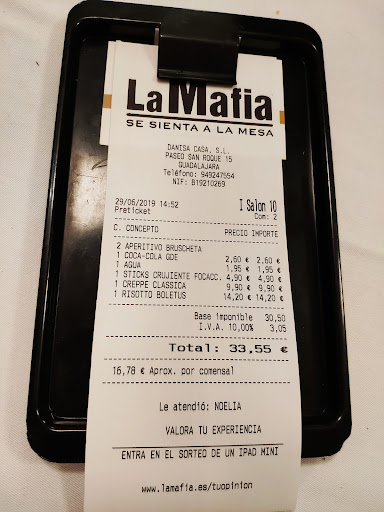 La Mafia
SE SIENTA A LA MESA
DANISA CASA, S.L.
PASEO SAN ROQUE 15
GUADALAJARA
Teléfono: 949247554
NIF: B19210269
29/06/2019 14:52 I Salon 10
Preticket Com: 2
C. CONCEPTO PRECIO IMPORTE
2 APERITIVO BRUSCHETA
1 COCA-COLA GDE 2,60 € 2,60 €
1 AGUA 1,95 € 1,95 €
1 STICKS CRUJIENTE FOCACC. 4,90 € 4,90 €
1 CREPPE CLASSICA 9,90 € 9,90 €
1 RISOTTO BOLETUS 14,20 € 14,20 €
Base imponible 30,50
I.V.A. 10,00% 3,05
Total: 33,55 €
16,78 € Aprox. por comensal
Le atendió: NOELIA
VALORA TU EXPERIENCIA
ENTRA EN EL SORTEO DE UN IPAD MINI
www.lamafia.es/tuopinion